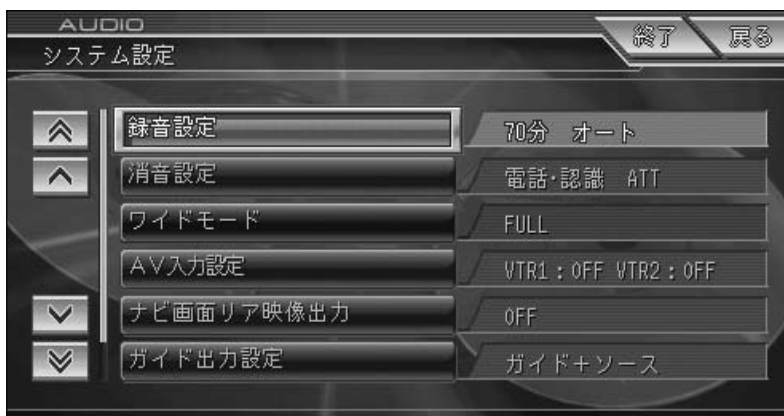 AUDIO
終了 戻る
システム設定
録音設定 70分 オート
消音設定 電話・認識 ATT
ワイドモード FULL
AV入力設定 VTR1：OFF VTR2：OFF
ナビ画面リア映像出力 OFF
ガイド出力設定 ガイド＋ソース